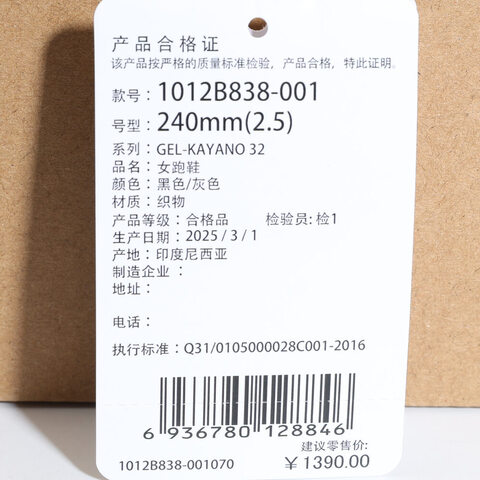 产品合格证
该产品按严格的质量标准检验，产品合格，特此证明。
款号：1012B838-001
号型：240mm(2.5)
系列：GEL-KAYANO 32
品名：女跑鞋
颜色：黑色/灰色
材质：织物
产品等级：合格品 检验员：检1
生产日期：2025 / 3 / 1
产地：印度尼西亚
制造企业：
地址：
电话：
执行标准：Q31/0105000028C001-2016
6 936780 128846
建议零售价:
1012B838-001070 ￥1390.00